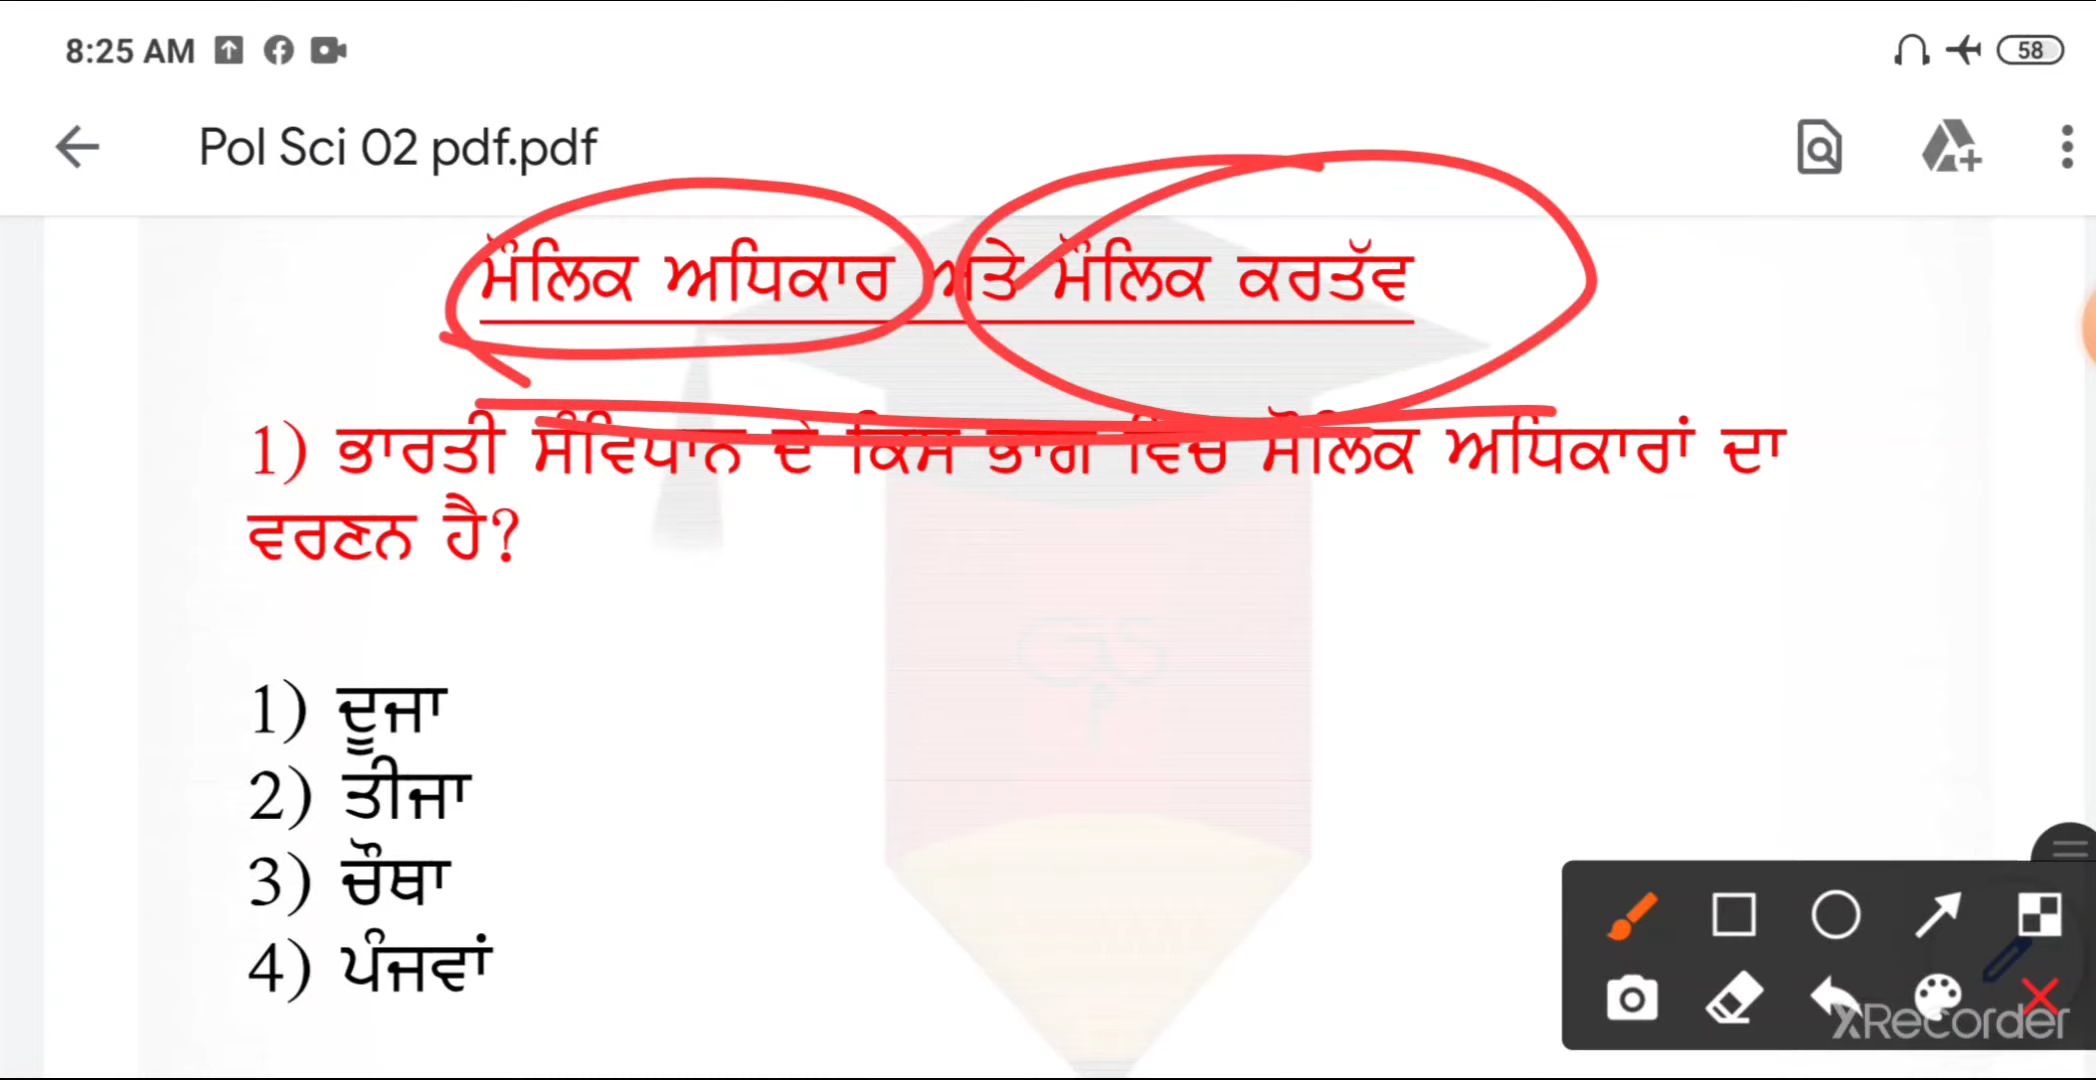 8:25 AM
58
Pol Sci 02 pdf.pdf
ਮੌਲਿਕ ਅਧਿਕਾਰ ਅਤੇ ਮੌਲਿਕ ਕਰਤੱਵ
1) ਭਾਰਤੀ ਸੰਵਿਧਾਨ ਦੇ ਕਿਸ ਭਾਗ ਵਿੱਚ ਮੌਲਿਕ ਅਧਿਕਾਰਾਂ ਦਾ
ਵਰਣਨ ਹੈ?
1) ਦੂਜਾ
2) ਤੀਜਾ
3) ਚੌਥਾ
4) ਪੰਜਵਾਂ
XRecorder